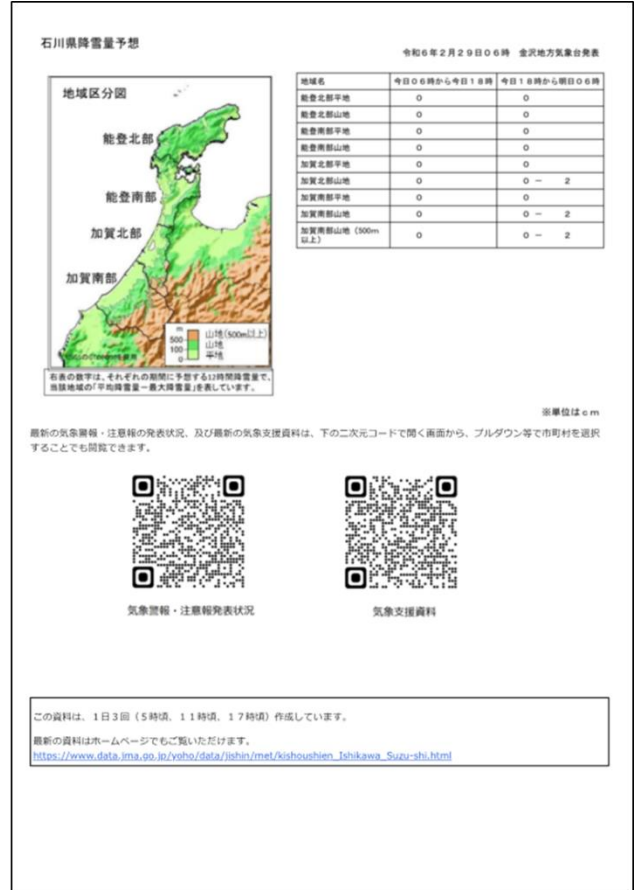 石川県降雪量予想
令和6年2月29日06時 金沢地方気象台発表
地域区分図
能登北部
能登南部
加賀北部
加賀南部
m
500
100
0
山地(500m以上)
山地
平地
右表の数字は、それぞれの期間に予想する12時間降雪量で、
当該地域の「平均降雪量ー最大降雪量」を表しています。
地域名 今日06時から今日18時 今日18時から明日06時
能登北部平地 0 0
能登北部山地 0 0
能登南部平地 0 0
能登南部山地 0 0
加賀北部平地 0 0
加賀北部山地 0 0 － 2
加賀南部平地 0 0
加賀南部山地 0 0 － 2
加賀南部山地(500m
以上) 0 0 － 2
※単位はcm
最新の気象警報・注意報の発表状況、及び最新の気象支援資料は、下の二次元コードで開く画面から、プルダウン等で市町村を選択
することでも閲覧できます。
気象警報・注意報発表状況
気象支援資料
この資料は、1日3回(5時頃、11時頃、17時頃)作成しています。
最新の資料はホームページでもご覧いただけます。
https://www.data.jma.go.jp/yoho/data/jishin/met/kishoushien_Ishikawa_Suzu-shi.html